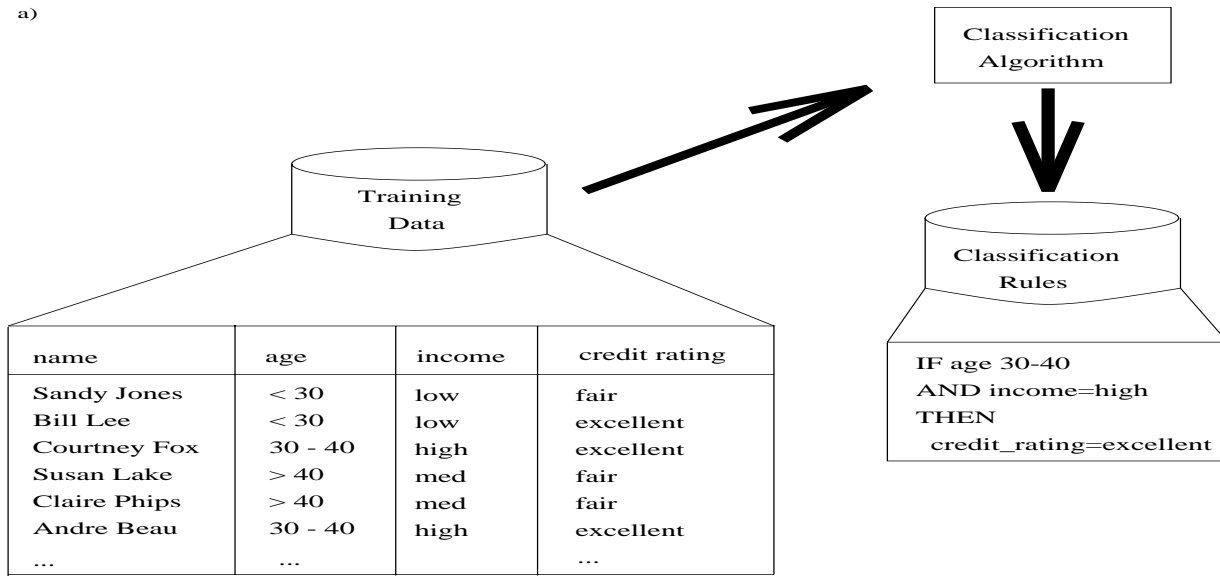 a)
Classification
Algorithm
Training
Data
Classification
Rules
name age income credit rating
Sandy Jones < 30 low fair
Bill Lee < 30 low excellent
Courtney Fox 30 - 40 high excellent
Susan Lake > 40 med fair
Claire Phips > 40 med fair
Andre Beau 30 - 40 high excellent
... ... ...
IF age 30-40
AND income=high
THEN
credit_rating=excellent